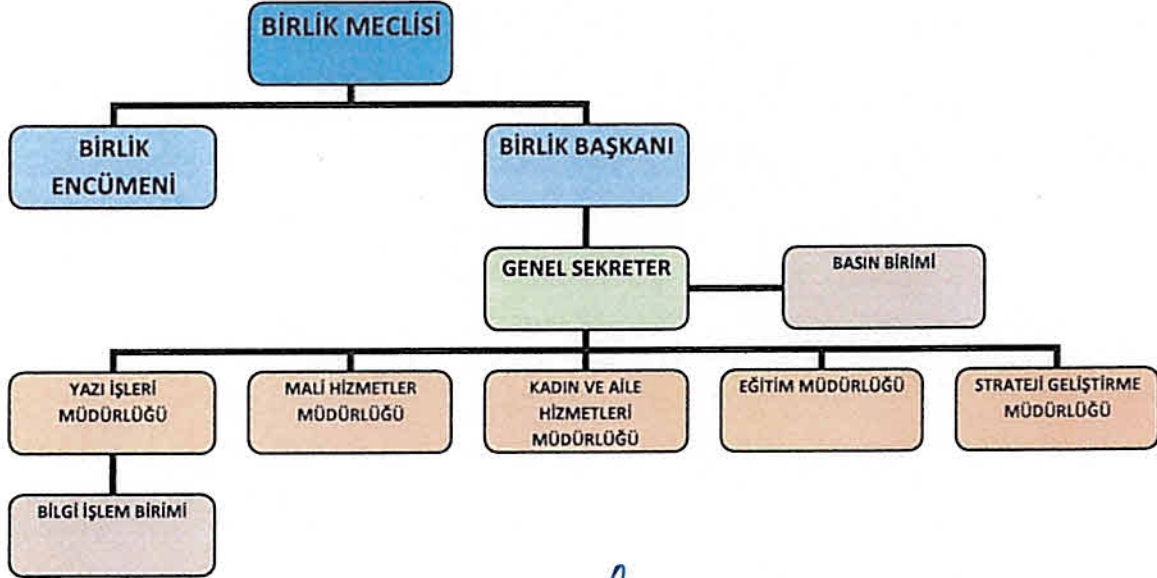 BİRLİK MECLİSİ
BİRLİK
ENCÜMENİ
BİRLİK BAŞKANI
GENEL SEKRETER
BASIN BİRİMİ
YAZI İŞLERİ
MÜDÜRLÜĞÜ
MALİ HİZMETLER
MÜDÜRLÜĞÜ
KADIN VE AİLE
HİZMETLERİ
MÜDÜRLÜĞÜ
EĞİTİM MÜDÜRLÜĞÜ
STRATEJİ GELİŞTİRME
MÜDÜRLÜĞÜ
BİLGİ İŞLEM BİRİMİ